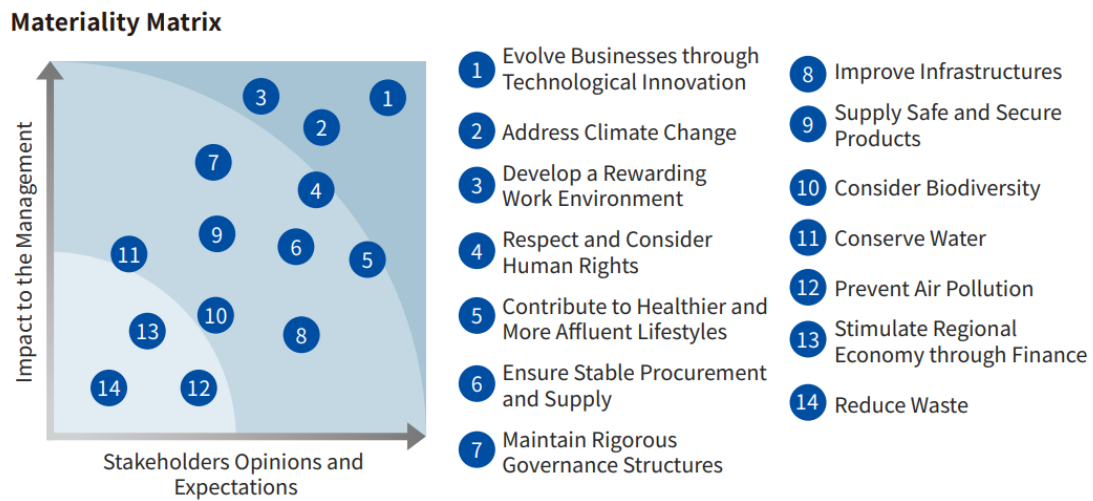 Materiality Matrix
Impact to the Management
3
1
2
7
4
9
6
11
5
10
13
8
14
12
Stakeholders Opinions and
Expectations
1 Evolve Businesses through
Technological Innovation
2 Address Climate Change
3 Develop a Rewarding
Work Environment
4 Respect and Consider
Human Rights
5 Contribute to Healthier and
More Affluent Lifestyles
6 Ensure Stable Procurement
and Supply
7 Maintain Rigorous
Governance Structures
8 Improve Infrastructures
9 Supply Safe and Secure
Products
10 Consider Biodiversity
11 Conserve Water
12 Prevent Air Pollution
13 Stimulate Regional
Economy through Finance
14 Reduce Waste